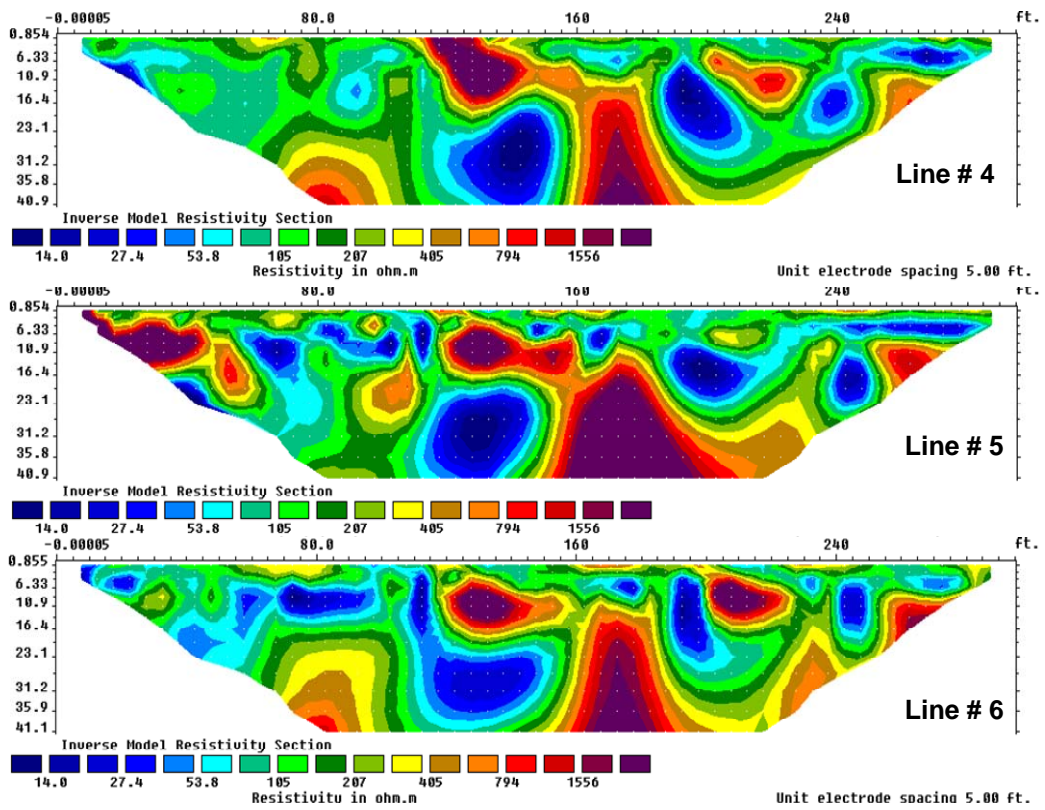 -0.00005 80.0 160 240 ft.
0.854
6.33
10.9
16.4
23.1
31.2
35.8
40.9
Line # 4
Inverse Model Resistivity Section
14.0 27.4 53.8 105 207 405 794 1556
Resistivity in ohm.m Unit electrode spacing 5.00 ft.
-0.00005 80.0 160 240 ft.
0.854
6.33
10.9
16.4
23.1
31.2
35.8
40.9
Line # 5
Inverse Model Resistivity Section
14.0 27.4 53.8 105 207 405 794 1556
-0.00005 80.0 160 240 ft.
0.855
6.33
10.9
16.4
23.1
31.2
35.9
41.1
Line # 6
Inverse Model Resistivity Section
14.0 27.4 53.8 105 207 405 794 1556
Resistivity in ohm.m Unit electrode spacing 5.00 ft.